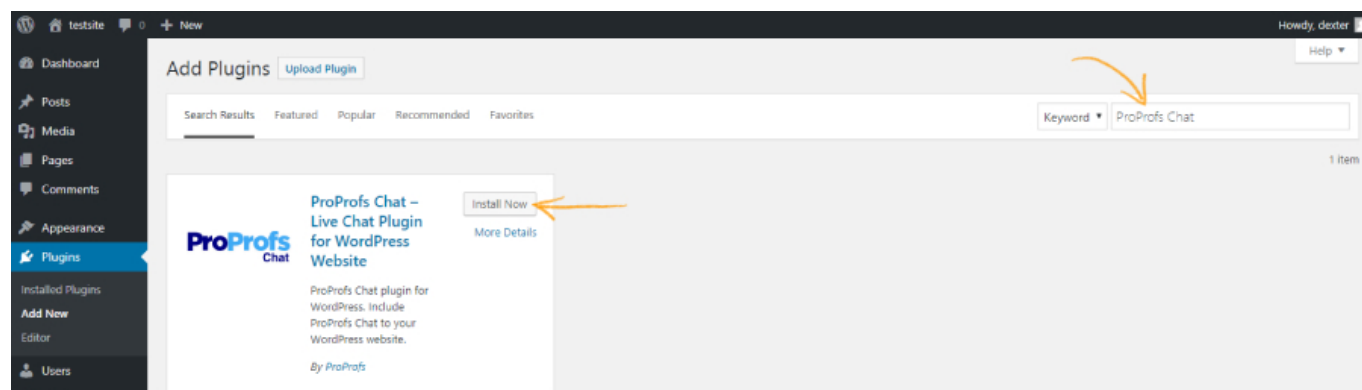 testsite 0 + New Howdy, dexter
Dashboard
Posts
Media
Pages
Comments
Appearance
Plugins
Installed Plugins
Add New
Editor
Users
Help ▼
Add Plugins Upload Plugin
Search Results Featured Popular Recommended Favorites Keyword ▼ ProProfs Chat
1 item
ProProfs
Chat
ProProfs Chat –
Live Chat Plugin
for WordPress
Website
Install Now
More Details
ProProfs Chat plugin for
WordPress. Include
ProProfs Chat to your
WordPress website.
By ProProfs